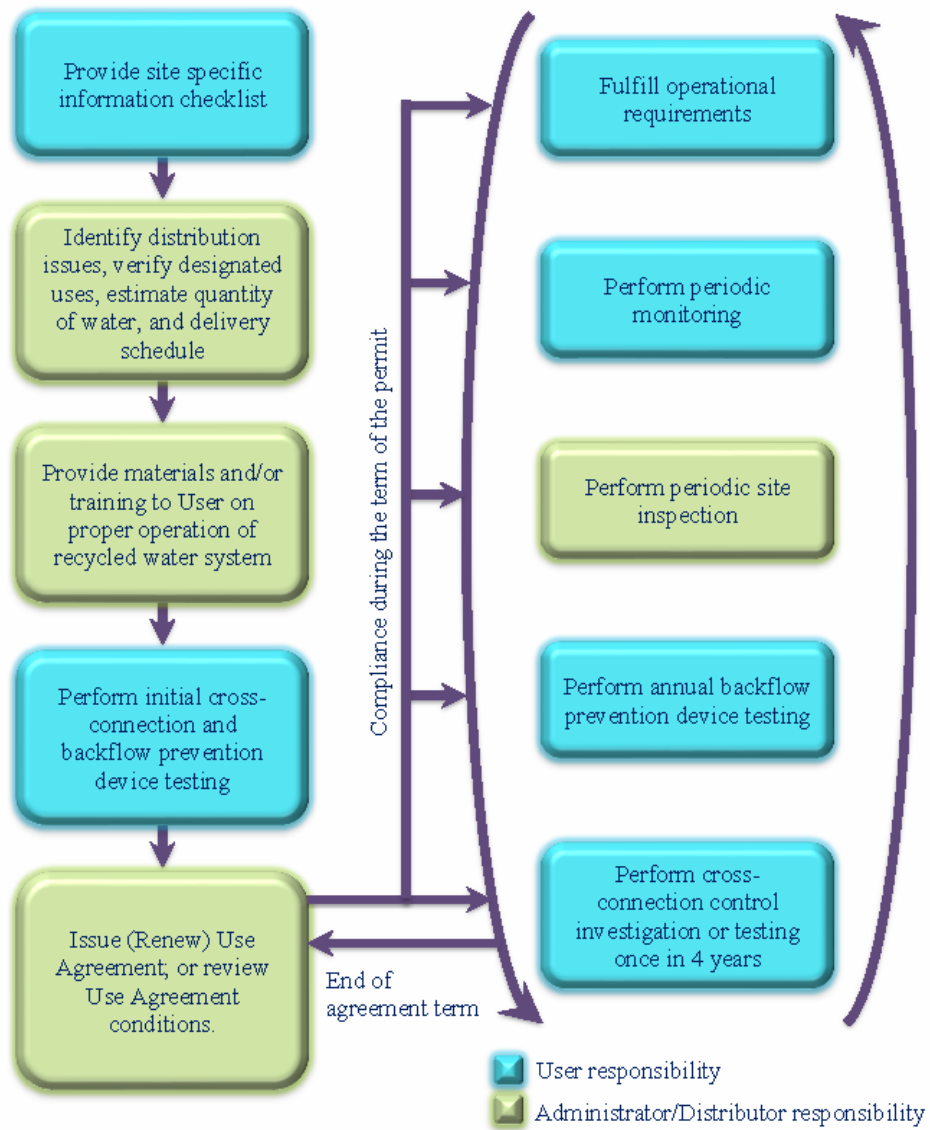 Provide site specific
information checklist
Identify distribution
issues, verify designated
uses, estimate quantity
of water, and delivery
schedule
Provide materials and/or
training to User on
proper operation of
recycled water system
Perform initial cross-
connection and
backflow prevention
device testing
Issue (Renew) Use
Agreement; or review
Use Agreement
conditions.
Compliance during the term of the permit
End of
agreement term
Fulfill operational
requirements
Perform periodic
monitoring
Perform periodic site
inspection
Perform annual backflow
prevention device testing
Perform cross-
connection control
investigation or testing
once in 4 years
User responsibility
Administrator/Distributor responsibility